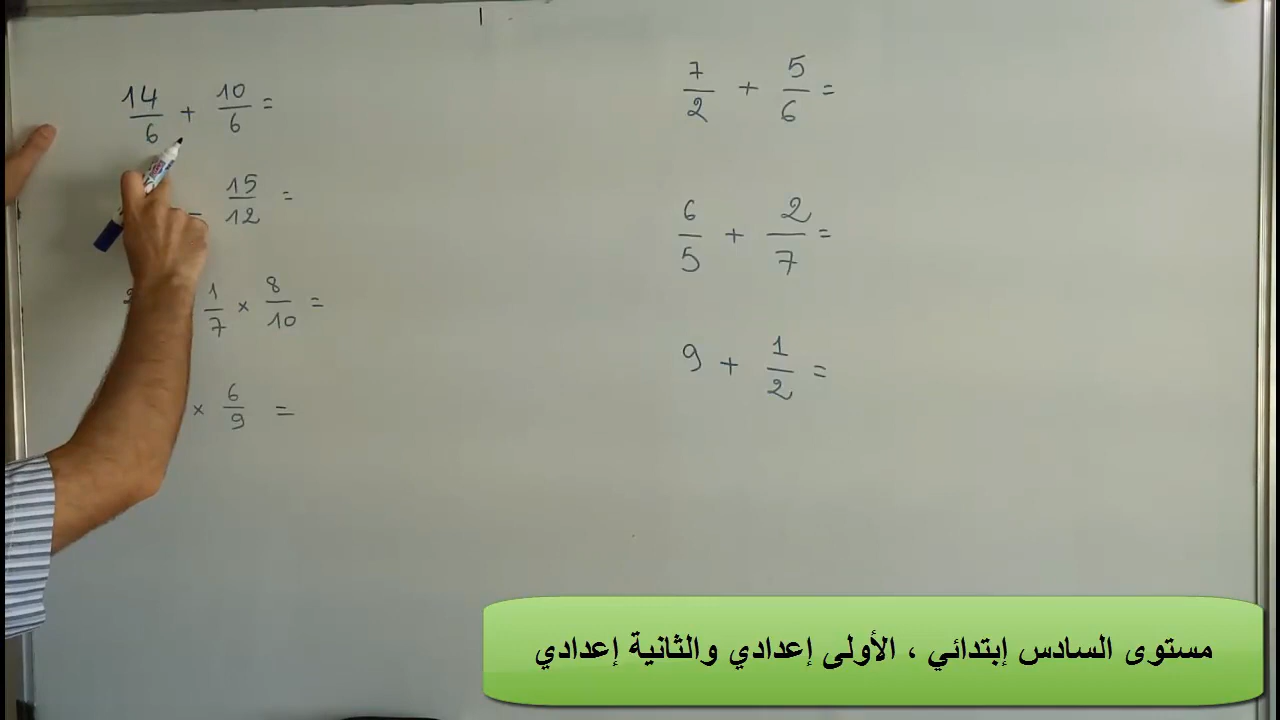 14/6 + 10/6 =
− 15/12 =
1/7 × 8/10 =
× 6/9 =
7/2 + 5/6 =
6/5 + 2/7 =
9 + 1/2 =
مستوى السادس إبتدائي ، الأولى إعدادي والثانية إعدادي